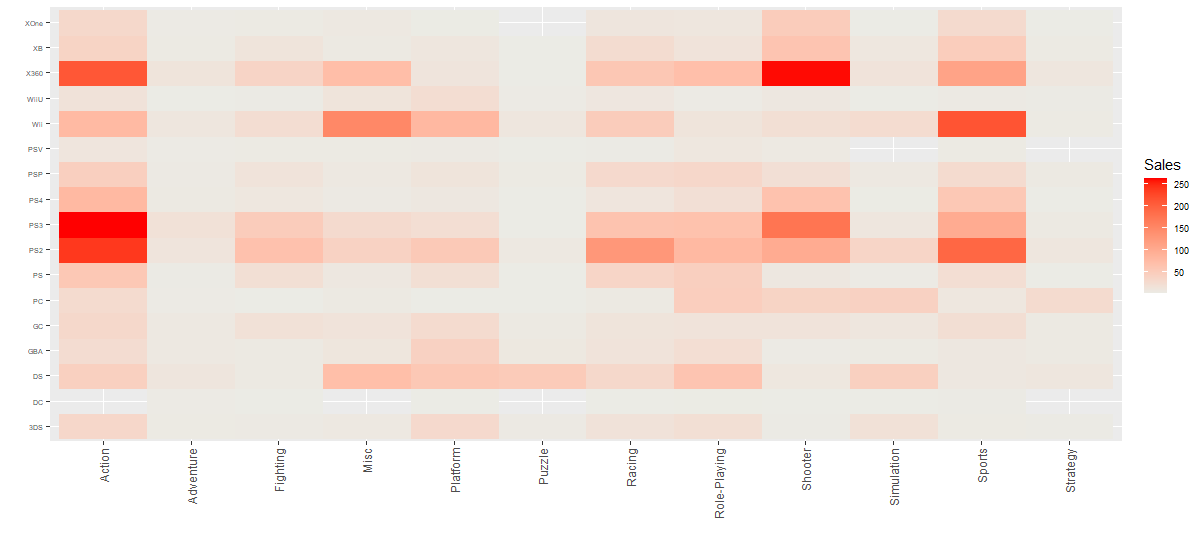 XOne
XB
X360
WiiU
Wii
PSV
PSP
PS4
PS3
PS2
PS
PC
GC
GBA
DS
DC
3DS
Action
Adventure
Fighting
Misc
Platform
Puzzle
Racing
Role-Playing
Shooter
Simulation
Sports
Strategy
Sales
250
200
150
100
50